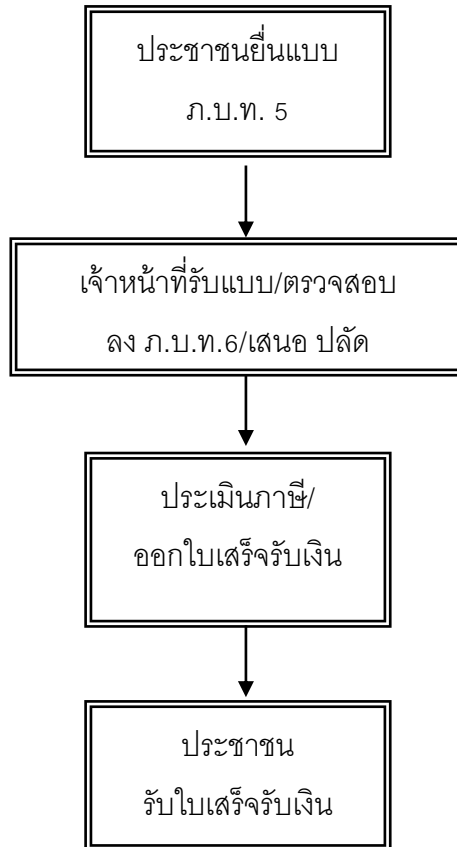 ประชาชนยื่นแบบ
ภ.บ.ท. 5
เจ้าหน้าที่รับแบบ/ตรวจสอบ
ลง ภ.บ.ท.6/เสนอ ปลัด
ประเมินภาษี/
ออกใบเสร็จรับเงิน
ประชาชน
รับใบเสร็จรับเงิน